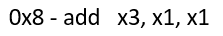 0x8 - add   x3, x1, x1